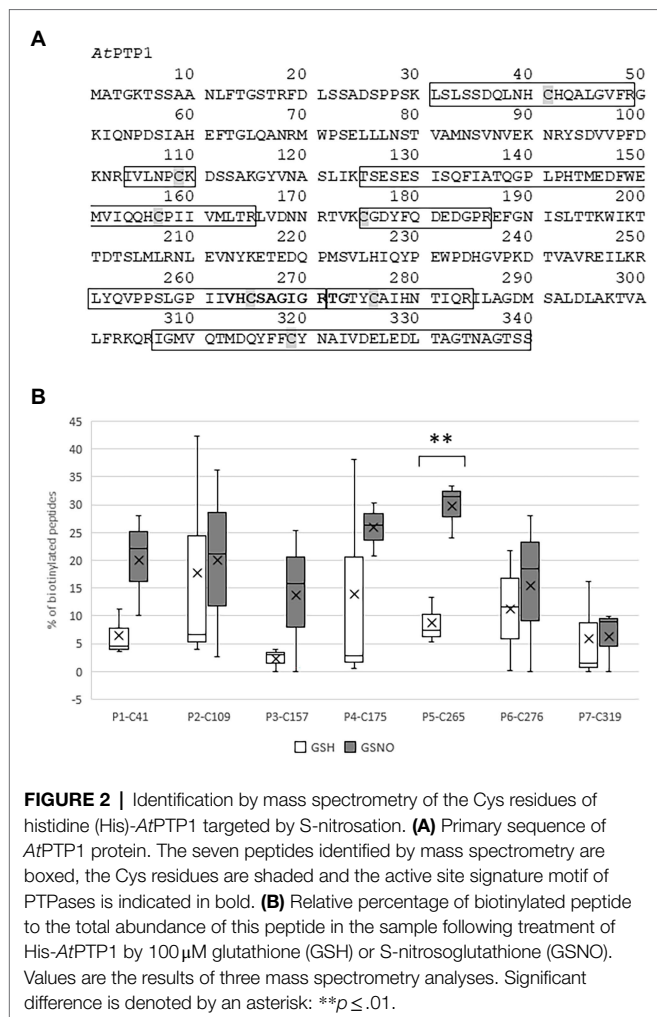 A
AtPTP1
10 20 30 40 50
MATGKTSSAA NLFTGSTRFD LSSADSPPSK LSLSSDQLNH CHQALGVFRG
60 70 80 90 100
KIQNPDSIAH EFTGLQANRM WPSELLLNST VAMNSVNVEK NRYSDVVPFD
110 120 130 140 150
KNRIVLNPCK DSSAKGYVNA SLIKTSESES ISQFIATQGP LPHTMEDFWE
160 170 180 190 200
MVIQQHCPII VMLTRLVDNN RTVKCGDYFQ DEDGPREFGN ISLTTKWIKT
210 220 230 240 250
TDTSLMLRNL EVNYKETEDQ PMSVLHIQYP EWPDHGVPKD TVAVREILKR
260 270 280 290 300
LYQVPPSLGP IIVHCSAGIG RTGTYCAIHN TIQRILAGDM SALDLAKTVA
310 320 330 340
LFRKQRIGMV QTMDQYFFCY NAIVDELEDL TAGTNAGTSS
B
% of biotinylated peptides
45
40
35
30
25
20
15
10
5
0
-5
**
P1-C41 P2-C109 P3-C157 P4-C175 P5-C265 P6-C276 P7-C319
GSH GSNO
FIGURE 2 | Identification by mass spectrometry of the Cys residues of
histidine (His)-AtPTP1 targeted by S-nitrosation. (A) Primary sequence of
AtPTP1 protein. The seven peptides identified by mass spectrometry are
boxed, the Cys residues are shaded and the active site signature motif of
PTPases is indicated in bold. (B) Relative percentage of biotinylated peptide
to the total abundance of this peptide in the sample following treatment of
His-AtPTP1 by 100 μM glutathione (GSH) or S-nitrosoglutathione (GSNO).
Values are the results of three mass spectrometry analyses. Significant
difference is denoted by an asterisk: **p ≤ .01.